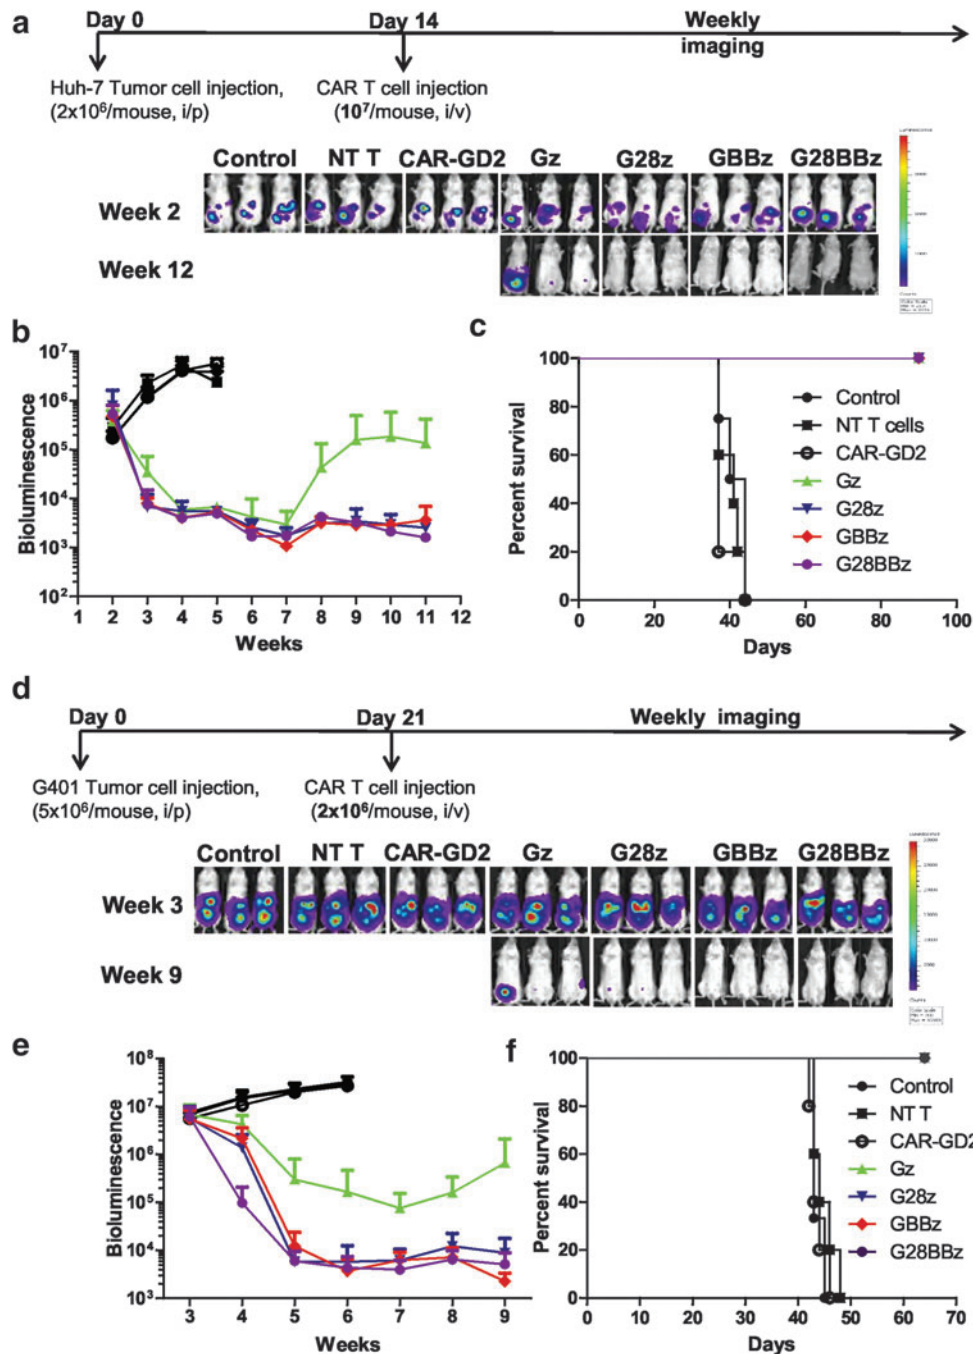 a
Day 0
Day 14
Weekly
imaging
Huh-7 Tumor cell injection,
(2x10⁶/mouse, i/p)
CAR T cell injection
(10⁷/mouse, i/v)
Control NT T CAR-GD2 Gz G28z GBBz G28BBz
Week 2
Week 12
b
Bioluminescence
10⁷
10⁶
10⁵
10⁴
10³
10²
1 2 3 4 5 6 7 8 9 10 11 12
Weeks
c
Percent survival
100
80
60
40
20
0
0 20 40 60 80 100
Days
Control
NT T cells
CAR-GD2
Gz
G28z
GBBz
G28BBz
d
Day 0
Day 21
Weekly imaging
G401 Tumor cell injection,
(5x10⁶/mouse, i/p)
CAR T cell injection
(2x10⁶/mouse, i/v)
Control NT T CAR-GD2 Gz G28z GBBz G28BBz
Week 3
Week 9
e
Bioluminescence
10⁸
10⁷
10⁶
10⁵
10⁴
10³
3 4 5 6 7 8 9
Weeks
f
Percent survival
100
80
60
40
20
0
0 10 20 30 40 50 60 70
Days
Control
NT T
CAR-GD2
Gz
G28z
GBBz
G28BBz